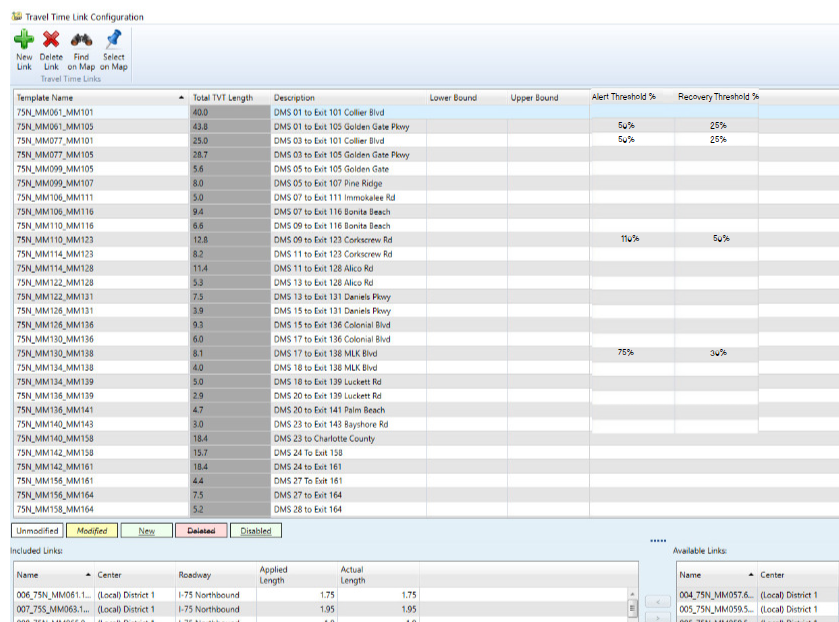 Travel Time Link Configuration
New Link Delete Link Find on Map Select on Map
Travel Time Links
Template Name Total TVT Length Description Lower Bound Upper Bound Alert Threshold % Recovery Threshold %
75N_MM061_MM101 40.0 DMS 01 to Exit 101 Collier Blvd
75N_MM061_MM105 43.8 DMS 01 to Exit 105 Golden Gate Pkwy 50% 25%
75N_MM077_MM101 25.0 DMS 03 to Exit 101 Collier Blvd 50% 25%
75N_MM077_MM105 28.7 DMS 03 to Exit 105 Golden Gate Pkwy
75N_MM099_MM105 5.6 DMS 05 to Exit 105 Golden Gate
75N_MM099_MM107 8.0 DMS 05 to Exit 107 Pine Ridge
75N_MM106_MM111 5.0 DMS 07 to Exit 111 Immokalee Rd
75N_MM106_MM116 9.4 DMS 07 to Exit 116 Bonita Beach
75N_MM110_MM116 6.6 DMS 09 to Exit 116 Bonita Beach
75N_MM110_MM123 12.8 DMS 09 to Exit 123 Corkscrew Rd 110% 50%
75N_MM114_MM123 8.2 DMS 11 to Exit 123 Corkscrew Rd
75N_MM114_MM128 11.4 DMS 11 to Exit 128 Alico Rd
75N_MM122_MM128 5.3 DMS 13 to Exit 128 Alico Rd
75N_MM122_MM131 7.5 DMS 13 to Exit 131 Daniels Pkwy
75N_MM126_MM131 3.9 DMS 15 to Exit 131 Daniels Pkwy
75N_MM126_MM136 9.3 DMS 15 to Exit 136 Colonial Blvd
75N_MM130_MM136 6.0 DMS 17 to Exit 136 Colonial Blvd
75N_MM130_MM138 8.1 DMS 17 to Exit 138 MLK Blvd 75% 30%
75N_MM134_MM138 4.0 DMS 18 to Exit 138 MLK Blvd
75N_MM134_MM139 5.0 DMS 18 to Exit 139 Luckett Rd
75N_MM136_MM139 2.9 DMS 20 to Exit 139 Luckett Rd
75N_MM136_MM141 4.7 DMS 20 to Exit 141 Palm Beach
75N_MM140_MM143 3.0 DMS 23 to Exit 143 Bayshore Rd
75N_MM140_MM158 18.4 DMS 23 to Charlotte County
75N_MM142_MM158 15.7 DMS 24 To Exit 158
75N_MM142_MM161 18.4 DMS 24 to Exit 161
75N_MM156_MM161 4.4 DMS 27 To Exit 161
75N_MM156_MM164 7.5 DMS 27 to Exit 164
75N_MM158_MM164 5.2 DMS 28 to Exit 164
Unmodified Modified New Deleted Disabled
Included Links: Available Links:
Name Center Roadway Applied Length Actual Length Name Center
006_75N_MM061.1... (Local) District 1 I-75 Northbound 1.75 1.75 004_75N_MM057.6... (Local) District 1
007_75S_MM063.1... (Local) District 1 I-75 Northbound 1.95 1.95 005_75N_MM059.5... (Local) District 1